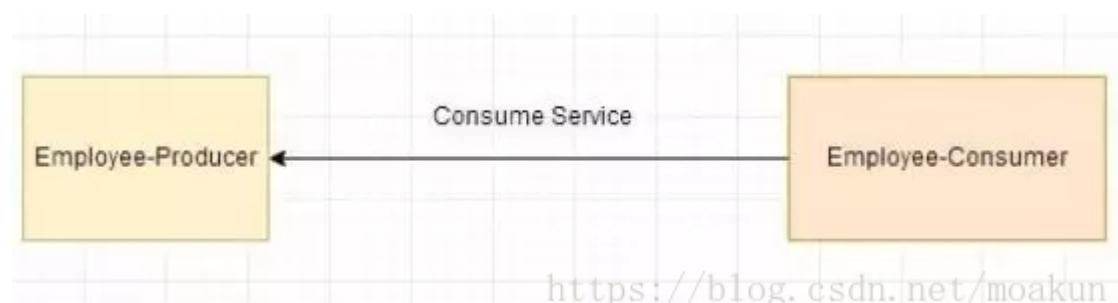 Consume Service
Employee-Producer
Employee-Consumer
https://blog.csdn.net/moakun